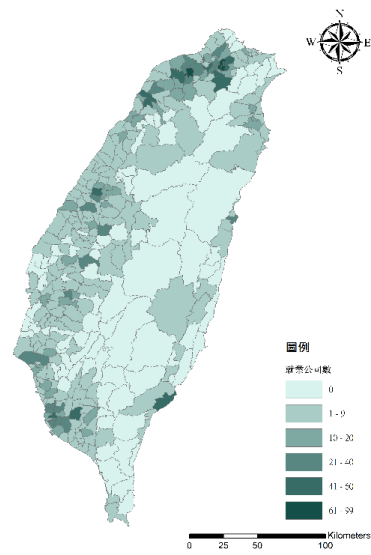 N
W E
S
圖例
0
1 - 9
10 - 20
21 - 40
41 - 60
61 - 99
Kilometers
0 25 50 100